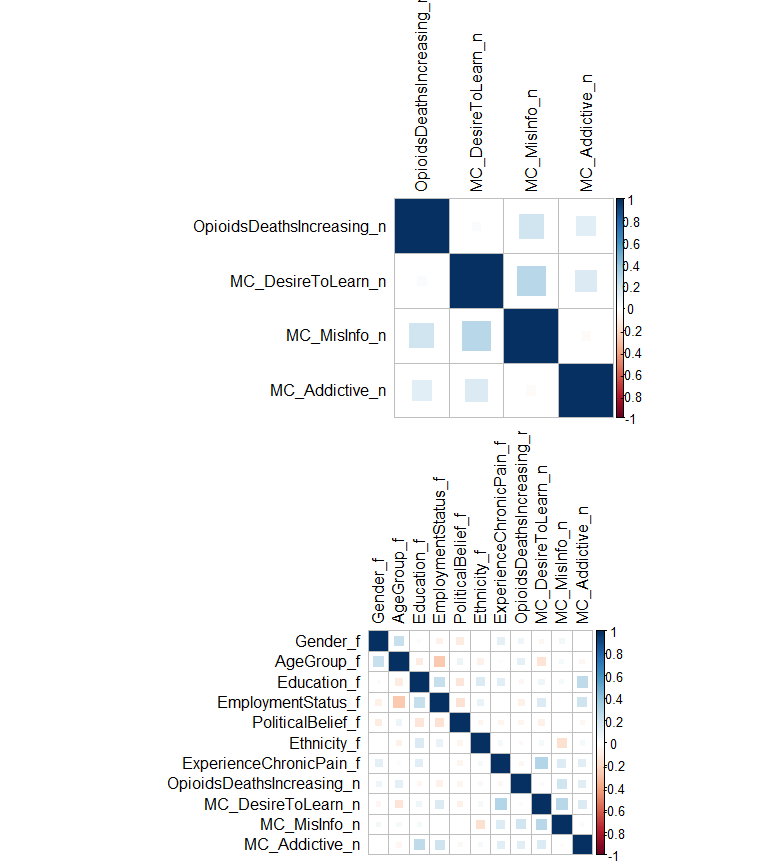 OpioidsDeathsIncreasing_n
MC_DesireToLearn_n
MC_MisInfo_n
MC_Addictive_n
OpioidsDeathsIncreasing_n
MC_DesireToLearn_n
MC_MisInfo_n
MC_Addictive_n
1
0.8
0.6
0.4
0.2
0
-0.2
-0.4
-0.6
-0.8
-1
Gender_f
AgeGroup_f
Education_f
EmploymentStatus_f
PoliticalBelief_f
Ethnicity_f
ExperienceChronicPain_f
OpioidsDeathsIncreasing_r
MC_DesireToLearn_n
MC_MisInfo_n
MC_Addictive_n
Gender_f
AgeGroup_f
Education_f
EmploymentStatus_f
PoliticalBelief_f
Ethnicity_f
ExperienceChronicPain_f
OpioidsDeathsIncreasing_n
MC_DesireToLearn_n
MC_MisInfo_n
MC_Addictive_n
1
0.8
0.6
0.4
0.2
0
-0.2
-0.4
-0.6
-0.8
-1